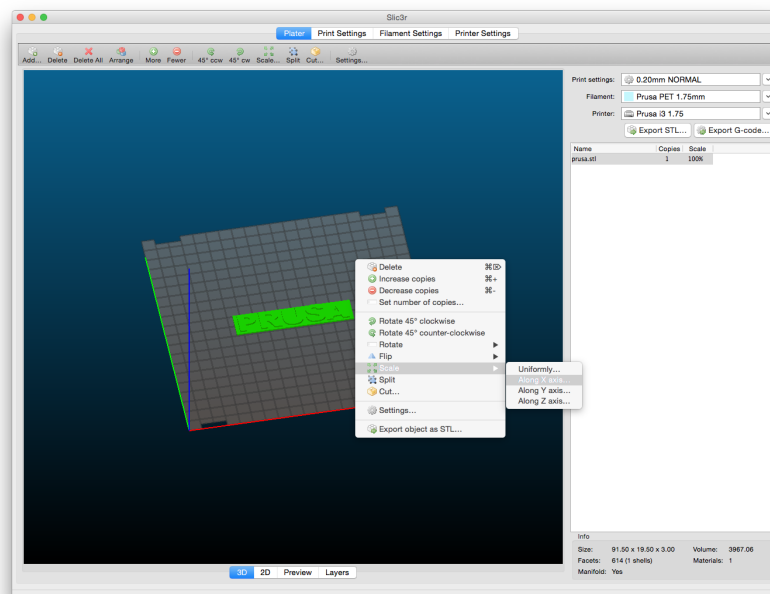 Slic3r
Plater Print Settings Filament Settings Printer Settings
Add... Delete Delete All Arrange More Fewer 45° ccw 45° cw Scale... Split Cut... Settings...
Print settings: 0.20mm NORMAL
Filament: Prusa PET 1.75mm
Printer: Prusa i3 1.75
Export STL... Export G-code...
Name Copies Scale
prusa.stl 1 100%
PRUSA
Delete ⌘⌦
Increase copies ⌘+
Decrease copies ⌘-
Set number of copies...
Rotate 45° clockwise
Rotate 45° counter-clockwise
Rotate
Flip
Scale
Split
Cut...
Settings...
Export object as STL...
Uniformly...
Along X axis...
Along Y axis...
Along Z axis...
Info
Size: 91.50 x 19.50 x 3.00 Volume: 3967.06
Facets: 614 (1 shells) Materials: 1
Manifold: Yes
3D 2D Preview Layers